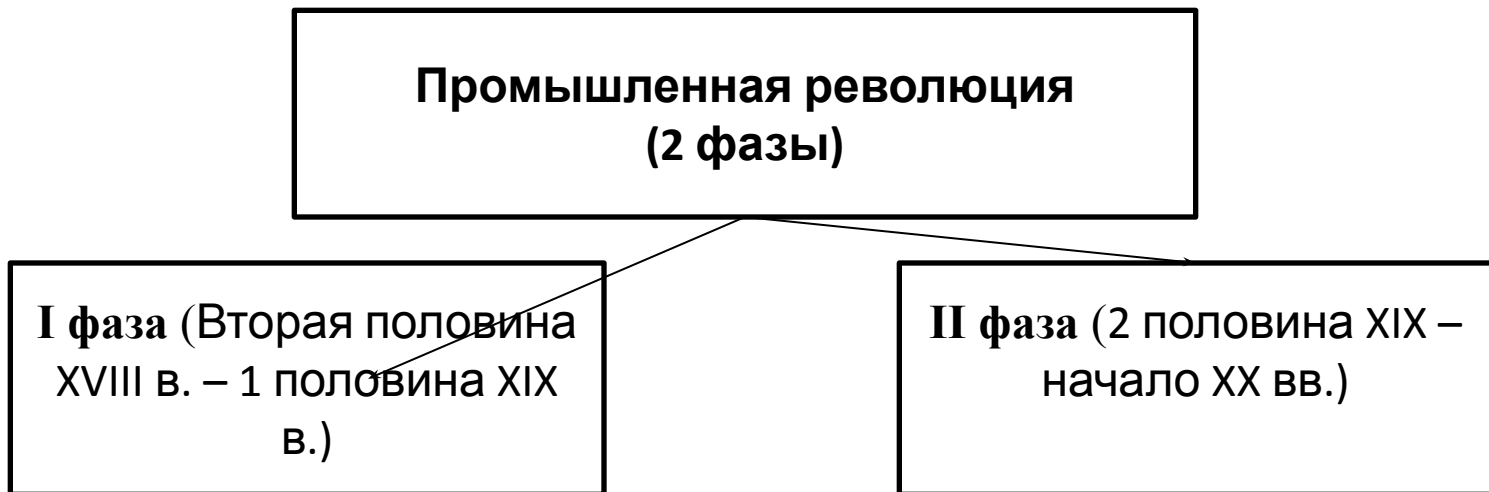 Промышленная революция
(2 фазы)
I фаза (Вторая половина
XVIII в. – 1 половина XIX
в.)
II фаза (2 половина XIX –
начало XX вв.)